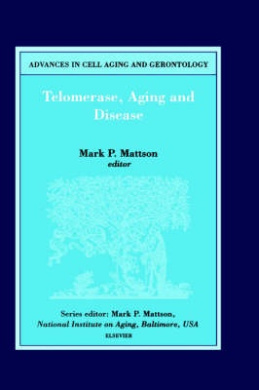 ADVANCES IN CELL AGING AND GERONTOLOGY
Telomerase, Aging and
Disease
Mark P. Mattson
editor
Series editor: Mark P. Mattson,
National Institute on Aging, Baltimore, USA
ELSEVIER